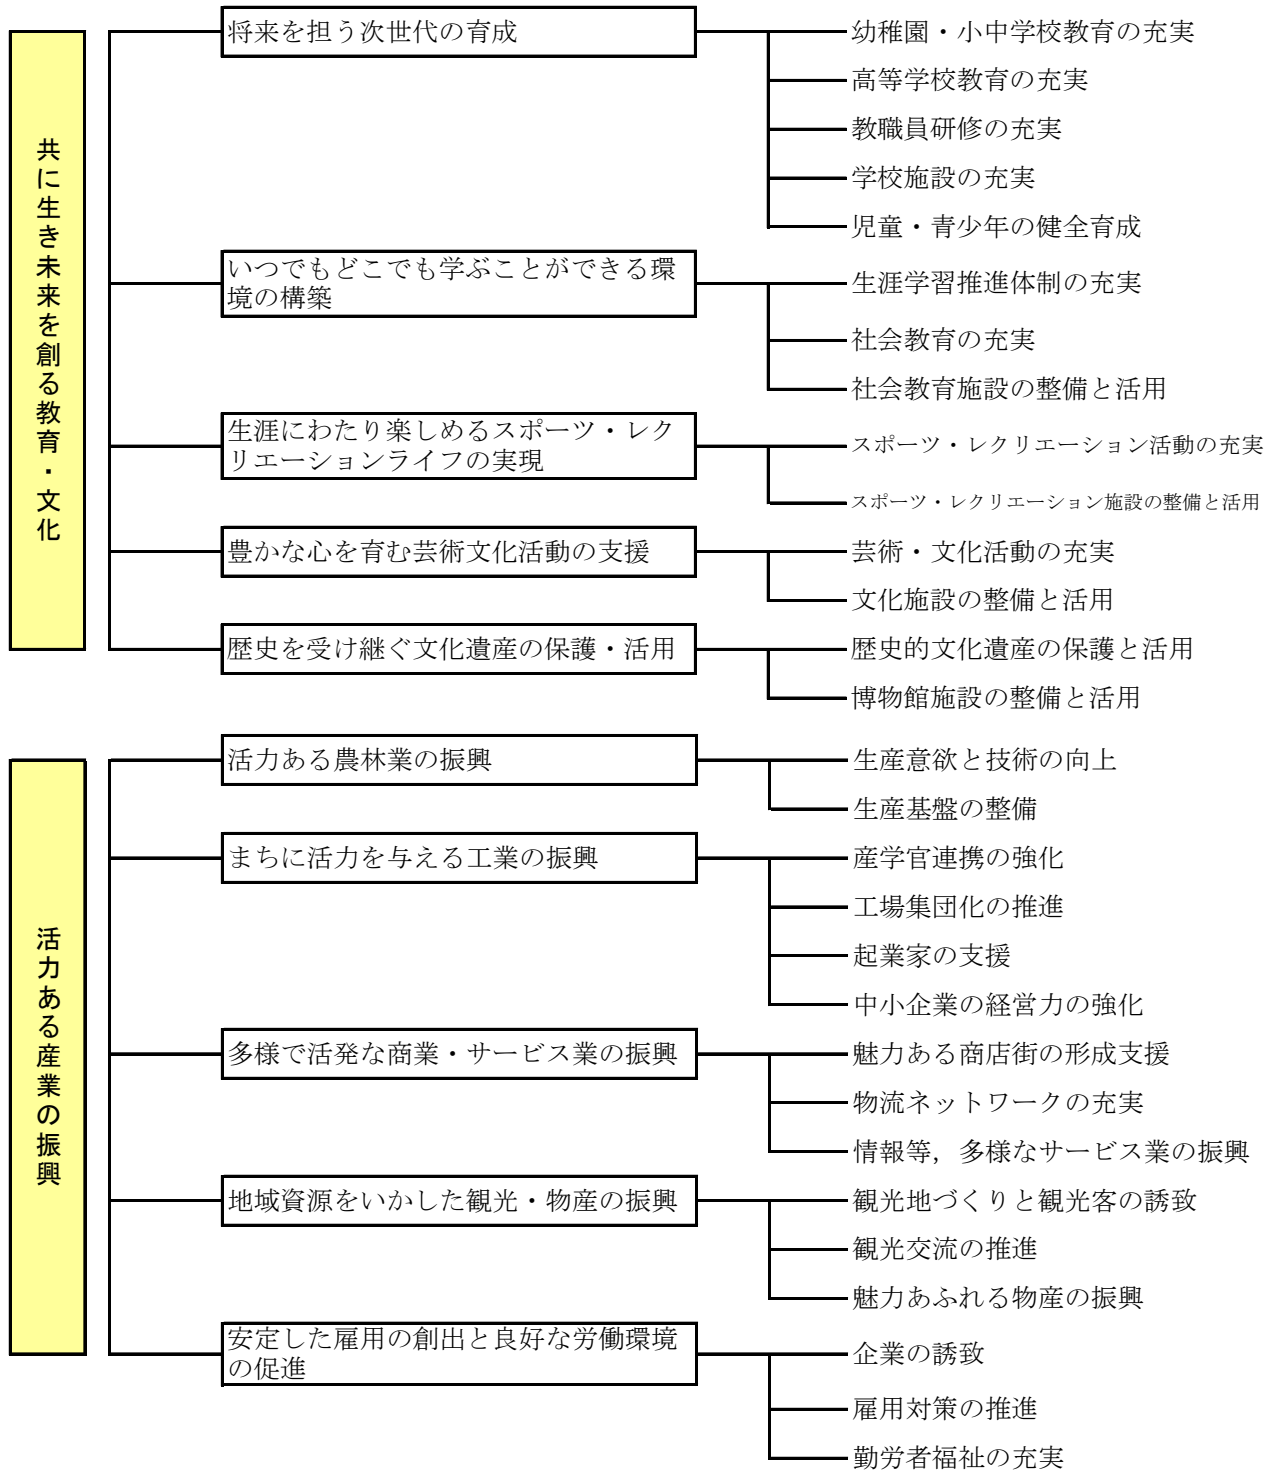 共に生き未来を創る教育・文化
将来を担う次世代の育成
幼稚園・小中学校教育の充実
高等学校教育の充実
教職員研修の充実
学校施設の充実
児童・青少年の健全育成
いつでもどこでも学ぶことができる環
境の構築
生涯学習推進体制の充実
社会教育の充実
社会教育施設の整備と活用
生涯にわたり楽しめるスポーツ・レク
リエーションライフの実現
スポーツ・レクリエーション活動の充実
スポーツ・レクリエーション施設の整備と活用
豊かな心を育む芸術文化活動の支援
芸術・文化活動の充実
文化施設の整備と活用
歴史を受け継ぐ文化遺産の保護・活用
歴史的文化遺産の保護と活用
博物館施設の整備と活用
活力ある産業の振興
活力ある農林業の振興
生産意欲と技術の向上
生産基盤の整備
まちに活力を与える工業の振興
産学官連携の強化
工場集団化の推進
起業家の支援
中小企業の経営力の強化
多様で活発な商業・サービス業の振興
魅力ある商店街の形成支援
物流ネットワークの充実
情報等，多様なサービス業の振興
地域資源をいかした観光・物産の振興
観光地づくりと観光客の誘致
観光交流の推進
魅力あふれる物産の振興
安定した雇用の創出と良好な労働環境
の促進
企業の誘致
雇用対策の推進
勤労者福祉の充実